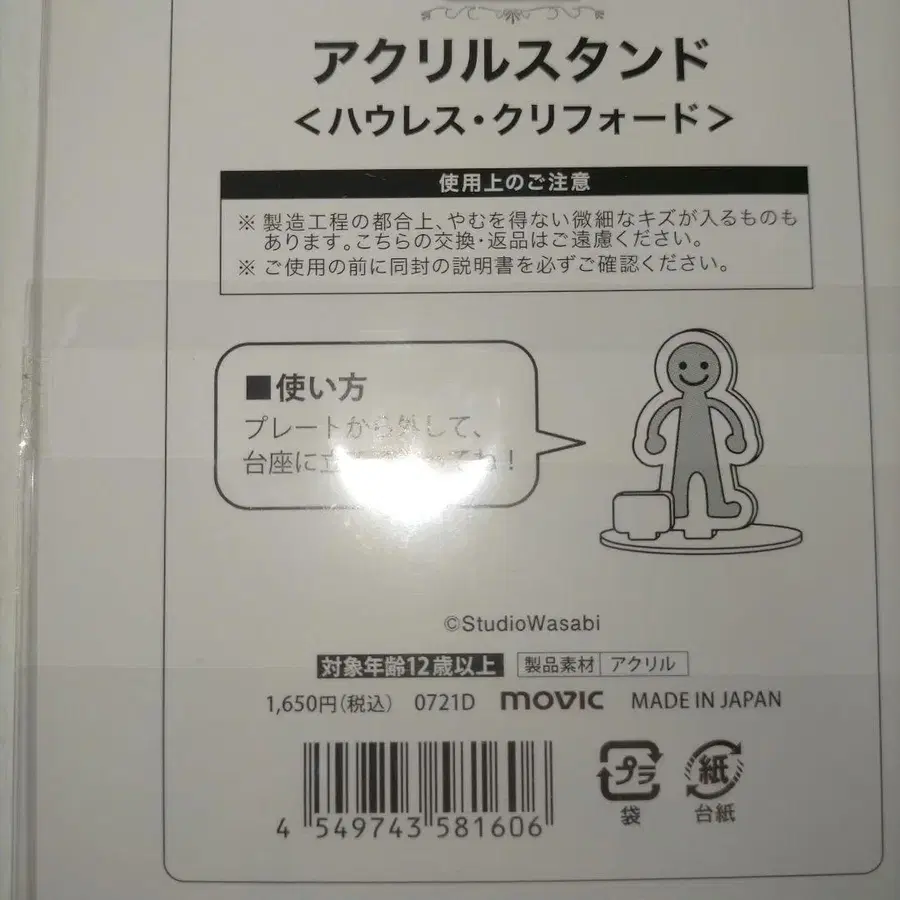 アクリルスタンド
＜ハウレス・クリフォード＞
使用上のご注意
※ 製造工程の都合上、やむを得ない微細なキズが入るものも
あります。こちらの交換・返品はご遠慮ください。
※ ご使用の前に同封の説明書を必ずご確認ください。
■使い方
プレートから外して、
台座に立
てね！
©StudioWasabi
対象年齢12歳以上 製品素材 アクリル
1,650円(税込) 0721D movic MADE IN JAPAN
4 549743 581606
プラ 紙
袋 台紙